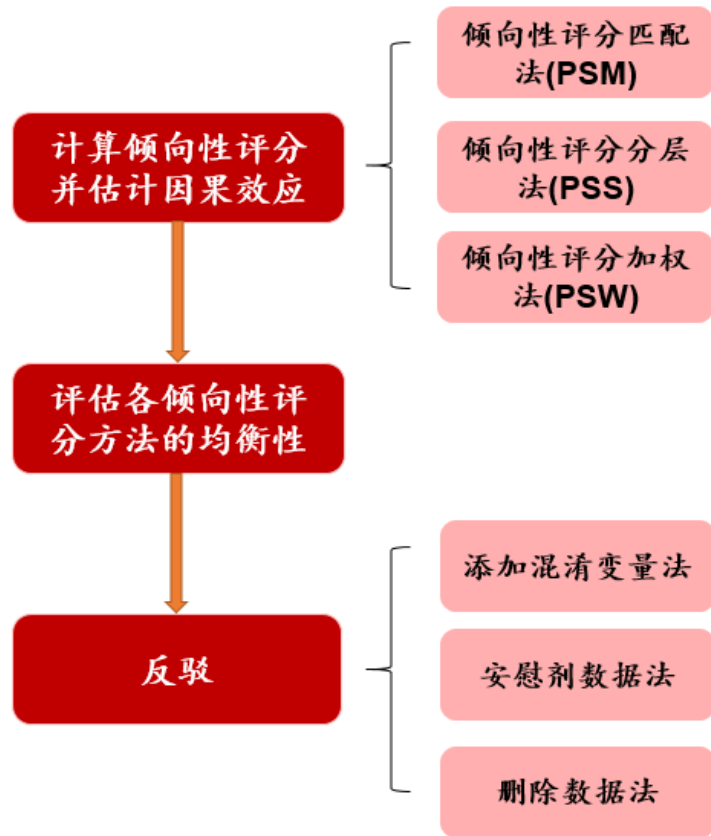 倾向性评分匹配
法(PSM)
计算倾向性评分
并估计因果效应
倾向性评分分层
法(PSS)
倾向性评分加权
法(PSW)
评估各倾向性评
分方法的均衡性
添加混淆变量法
反驳
安慰剂数据法
删除数据法